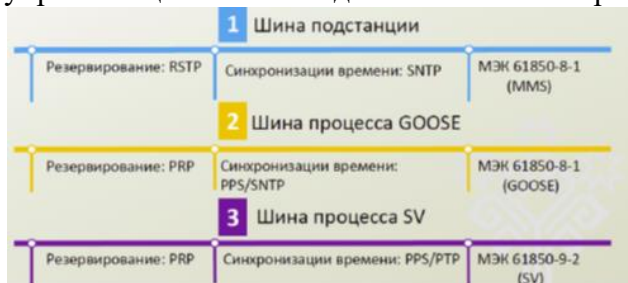 1 Шина подстанции
Резервирование: RSTP
Синхронизации времени: SNTP
МЭК 61850-8-1
(MMS)
2 Шина процесса GOOSE
Резервирование: PRP
Синхронизации времени:
PPS/SNTP
МЭК 61850-8-1
(GOOSE)
3 Шина процесса SV
Резервирование: PRP
Синхронизации времени: PPS/PTP
МЭК 61850-9-2
(SV)